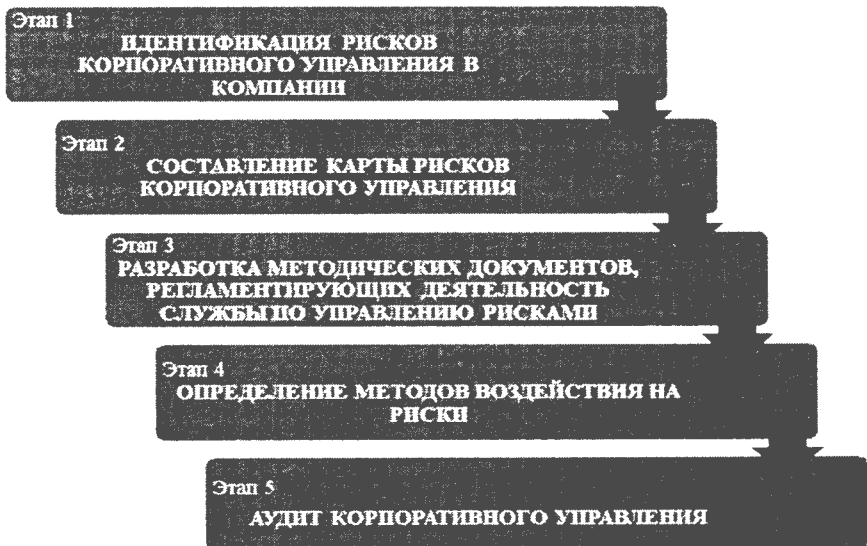 Этап 1
ИДЕНТИФИКАЦИЯ РИСКОВ
КОРПОРАТИВНОГО УПРАВЛЕНИЯ В
КОМПАНИИ
Этап 2
СОСТАВЛЕНИЕ КАРТЫ РИСКОВ
КОРПОРАТИВНОГО УПРАВЛЕНИЯ
Этап 3
РАЗРАБОТКА МЕТОДИЧЕСКИХ ДОКУМЕНТОВ,
РЕГЛАМЕНТИРУЮЩИХ ДЕЯТЕЛЬНОСТЬ
СЛУЖБЫ ПО УПРАВЛЕНИЮ РИСКАМИ
Этап 4
ОПРЕДЕЛЕНИЕ МЕТОДОВ ВОЗДЕЙСТВИЯ НА
РИСКИ
Этап 5
АУДИТ КОРПОРАТИВНОГО УПРАВЛЕНИЯ